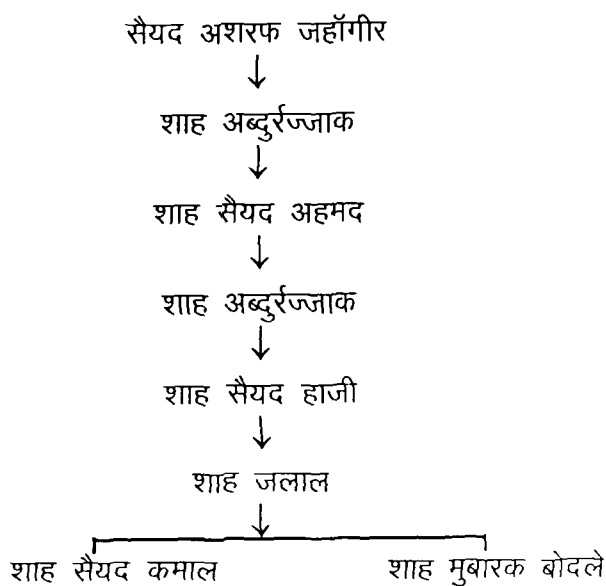 सैयद अशरफ जहॉगीर
शाह अब्दुर्रज्जाक
शाह सैयद अहमद
शाह अब्दुर्रज्जाक
शाह सैयद हाजी
शाह जलाल
शाह सैयद कमाल शाह मुबारक बोदले